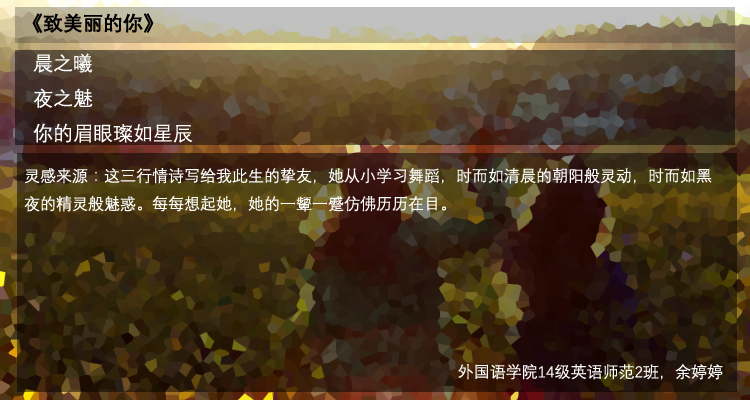 《致美丽的你》
晨之曦
夜之魅
你的眉眼璨如星辰
灵感来源：这三行情诗写给我此生的挚友，她从小学习舞蹈，时而如清晨的朝阳般灵动，时而如黑
夜的精灵般魅惑。每每想起她，她的一颦一蹙仿佛历历在目。
外国语学院14级英语师范2班，余婷婷